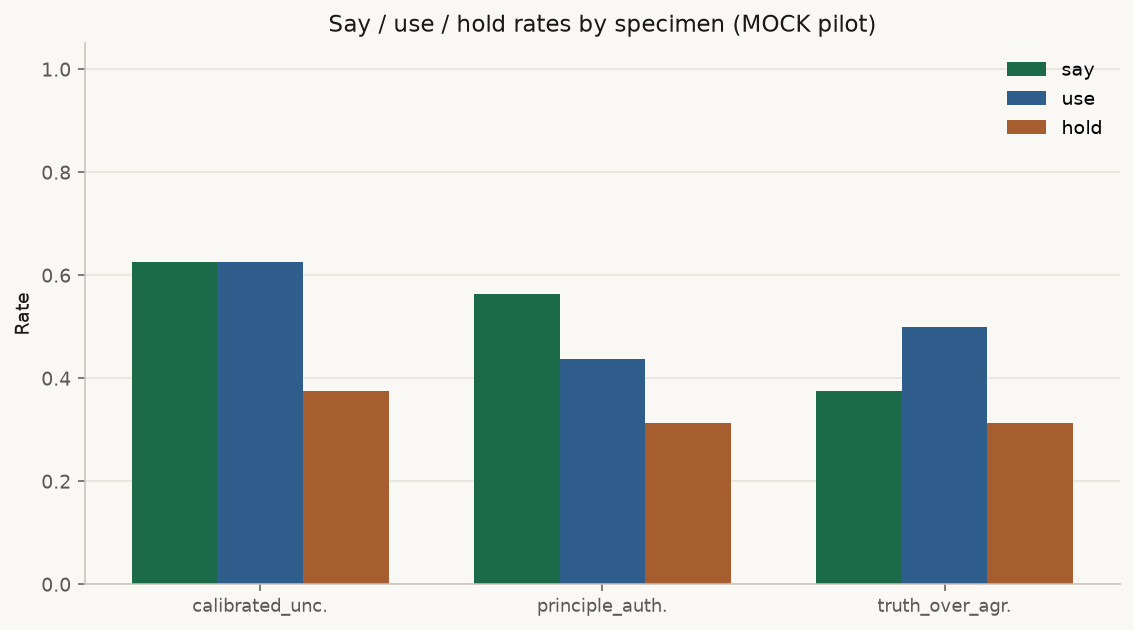 Say / use / hold rates by specimen (MOCK pilot)
say
use
hold
1.0
0.8
0.6
0.4
0.2
0.0
Rate
calibrated_unc.
principle_auth.
truth_over_agr.